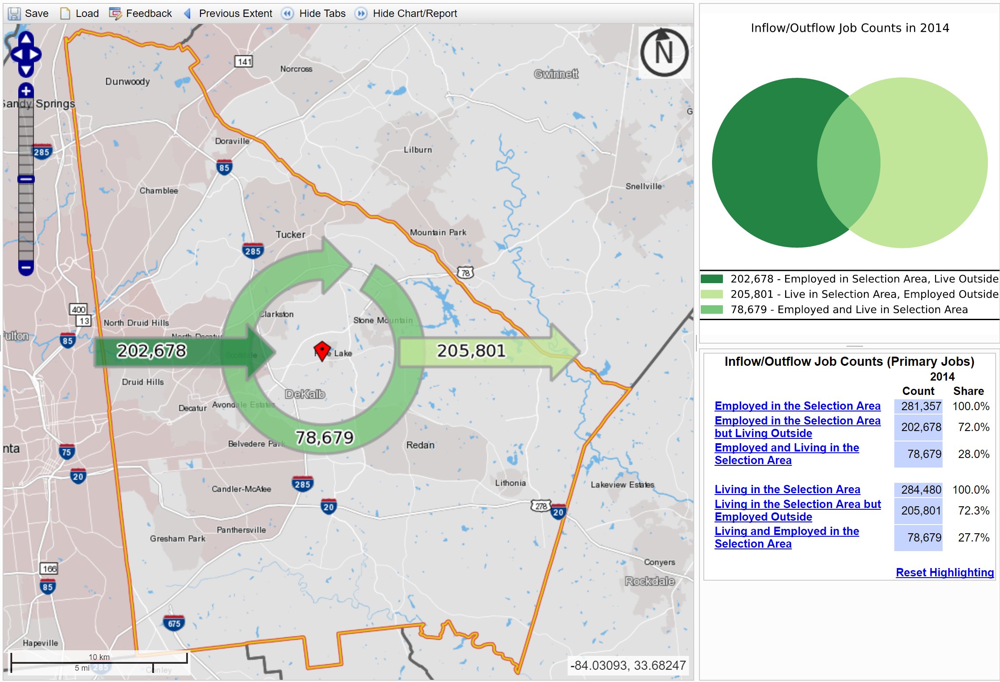 Save Load Feedback Previous Extent Hide Tabs Hide Chart/Report
N
141
Norcross
Gwinnett
Dunwoody
Sandy Springs
G
Doraville
285
Lilburn
85
Chamblee
Snellville
Tucker
Mountain Park
285
78
400
13
Clarkston
North Druid Hills
Stone Mountain
North Decatur
Fulton
85
202,678
Scottdale
Lake
205,801
Druid Hills
DeKalb
Decatur
Avondale Estates
78,679
Belvedere Park
Redan
nta
75
20
285
Candler-McAfee
Lithonia
Lakeview Estates
20
278
20
Panthersville
Gresham Park
Conyers
166
Rockdale
85
675
Hapeville
10 km
5 mi
285
Conley
-84.03093, 33.68247
Inflow/Outflow Job Counts in 2014
202,678 - Employed in Selection Area, Live Outside
205,801 - Live in Selection Area, Employed Outside
78,679 - Employed and Live in Selection Area
Inflow/Outflow Job Counts (Primary Jobs)
2014
Count Share
Employed in the Selection Area 281,357 100.0%
Employed in the Selection Area
but Living Outside 202,678 72.0%
Employed and Living in the
Selection Area 78,679 28.0%
Living in the Selection Area 284,480 100.0%
Living in the Selection Area but
Employed Outside 205,801 72.3%
Living and Employed in the
Selection Area 78,679 27.7%
Reset Highlighting